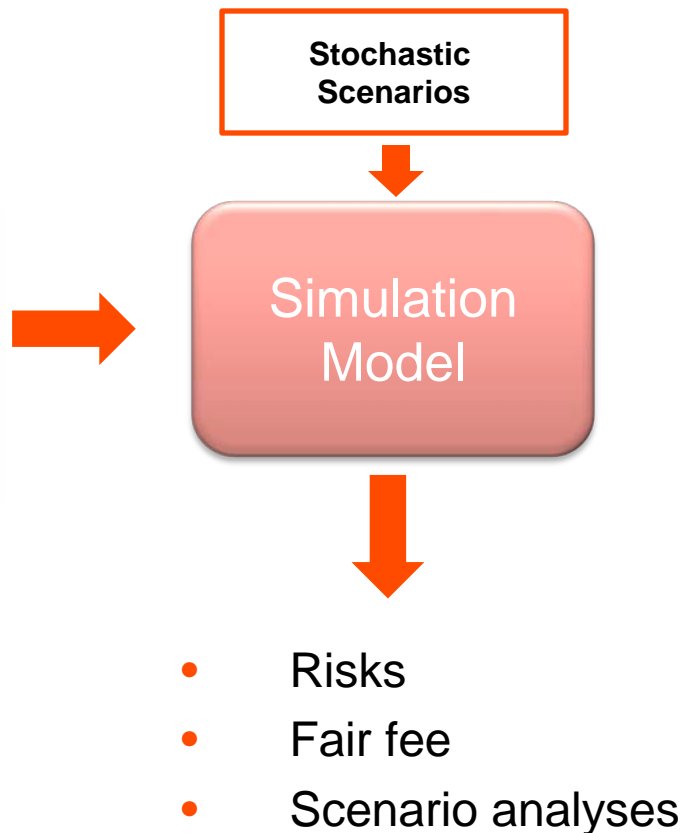 Stochastic
Scenarios
Simulation
Model
• Risks
• Fair fee
• Scenario analyses